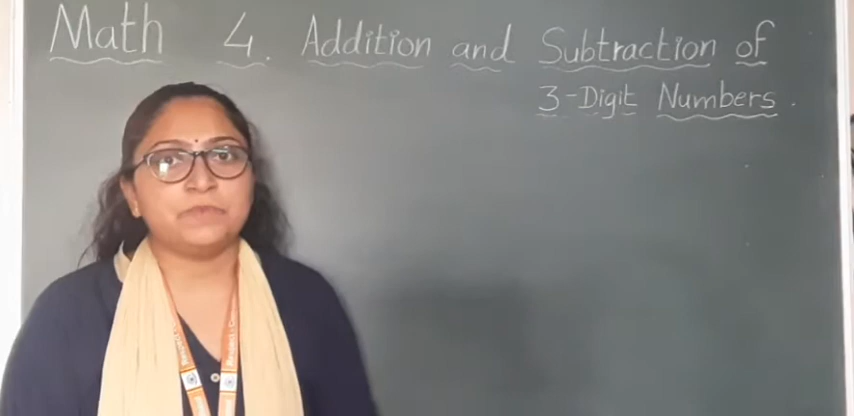 Math 4. Addition and Subtraction of
3-Digit Numbers.